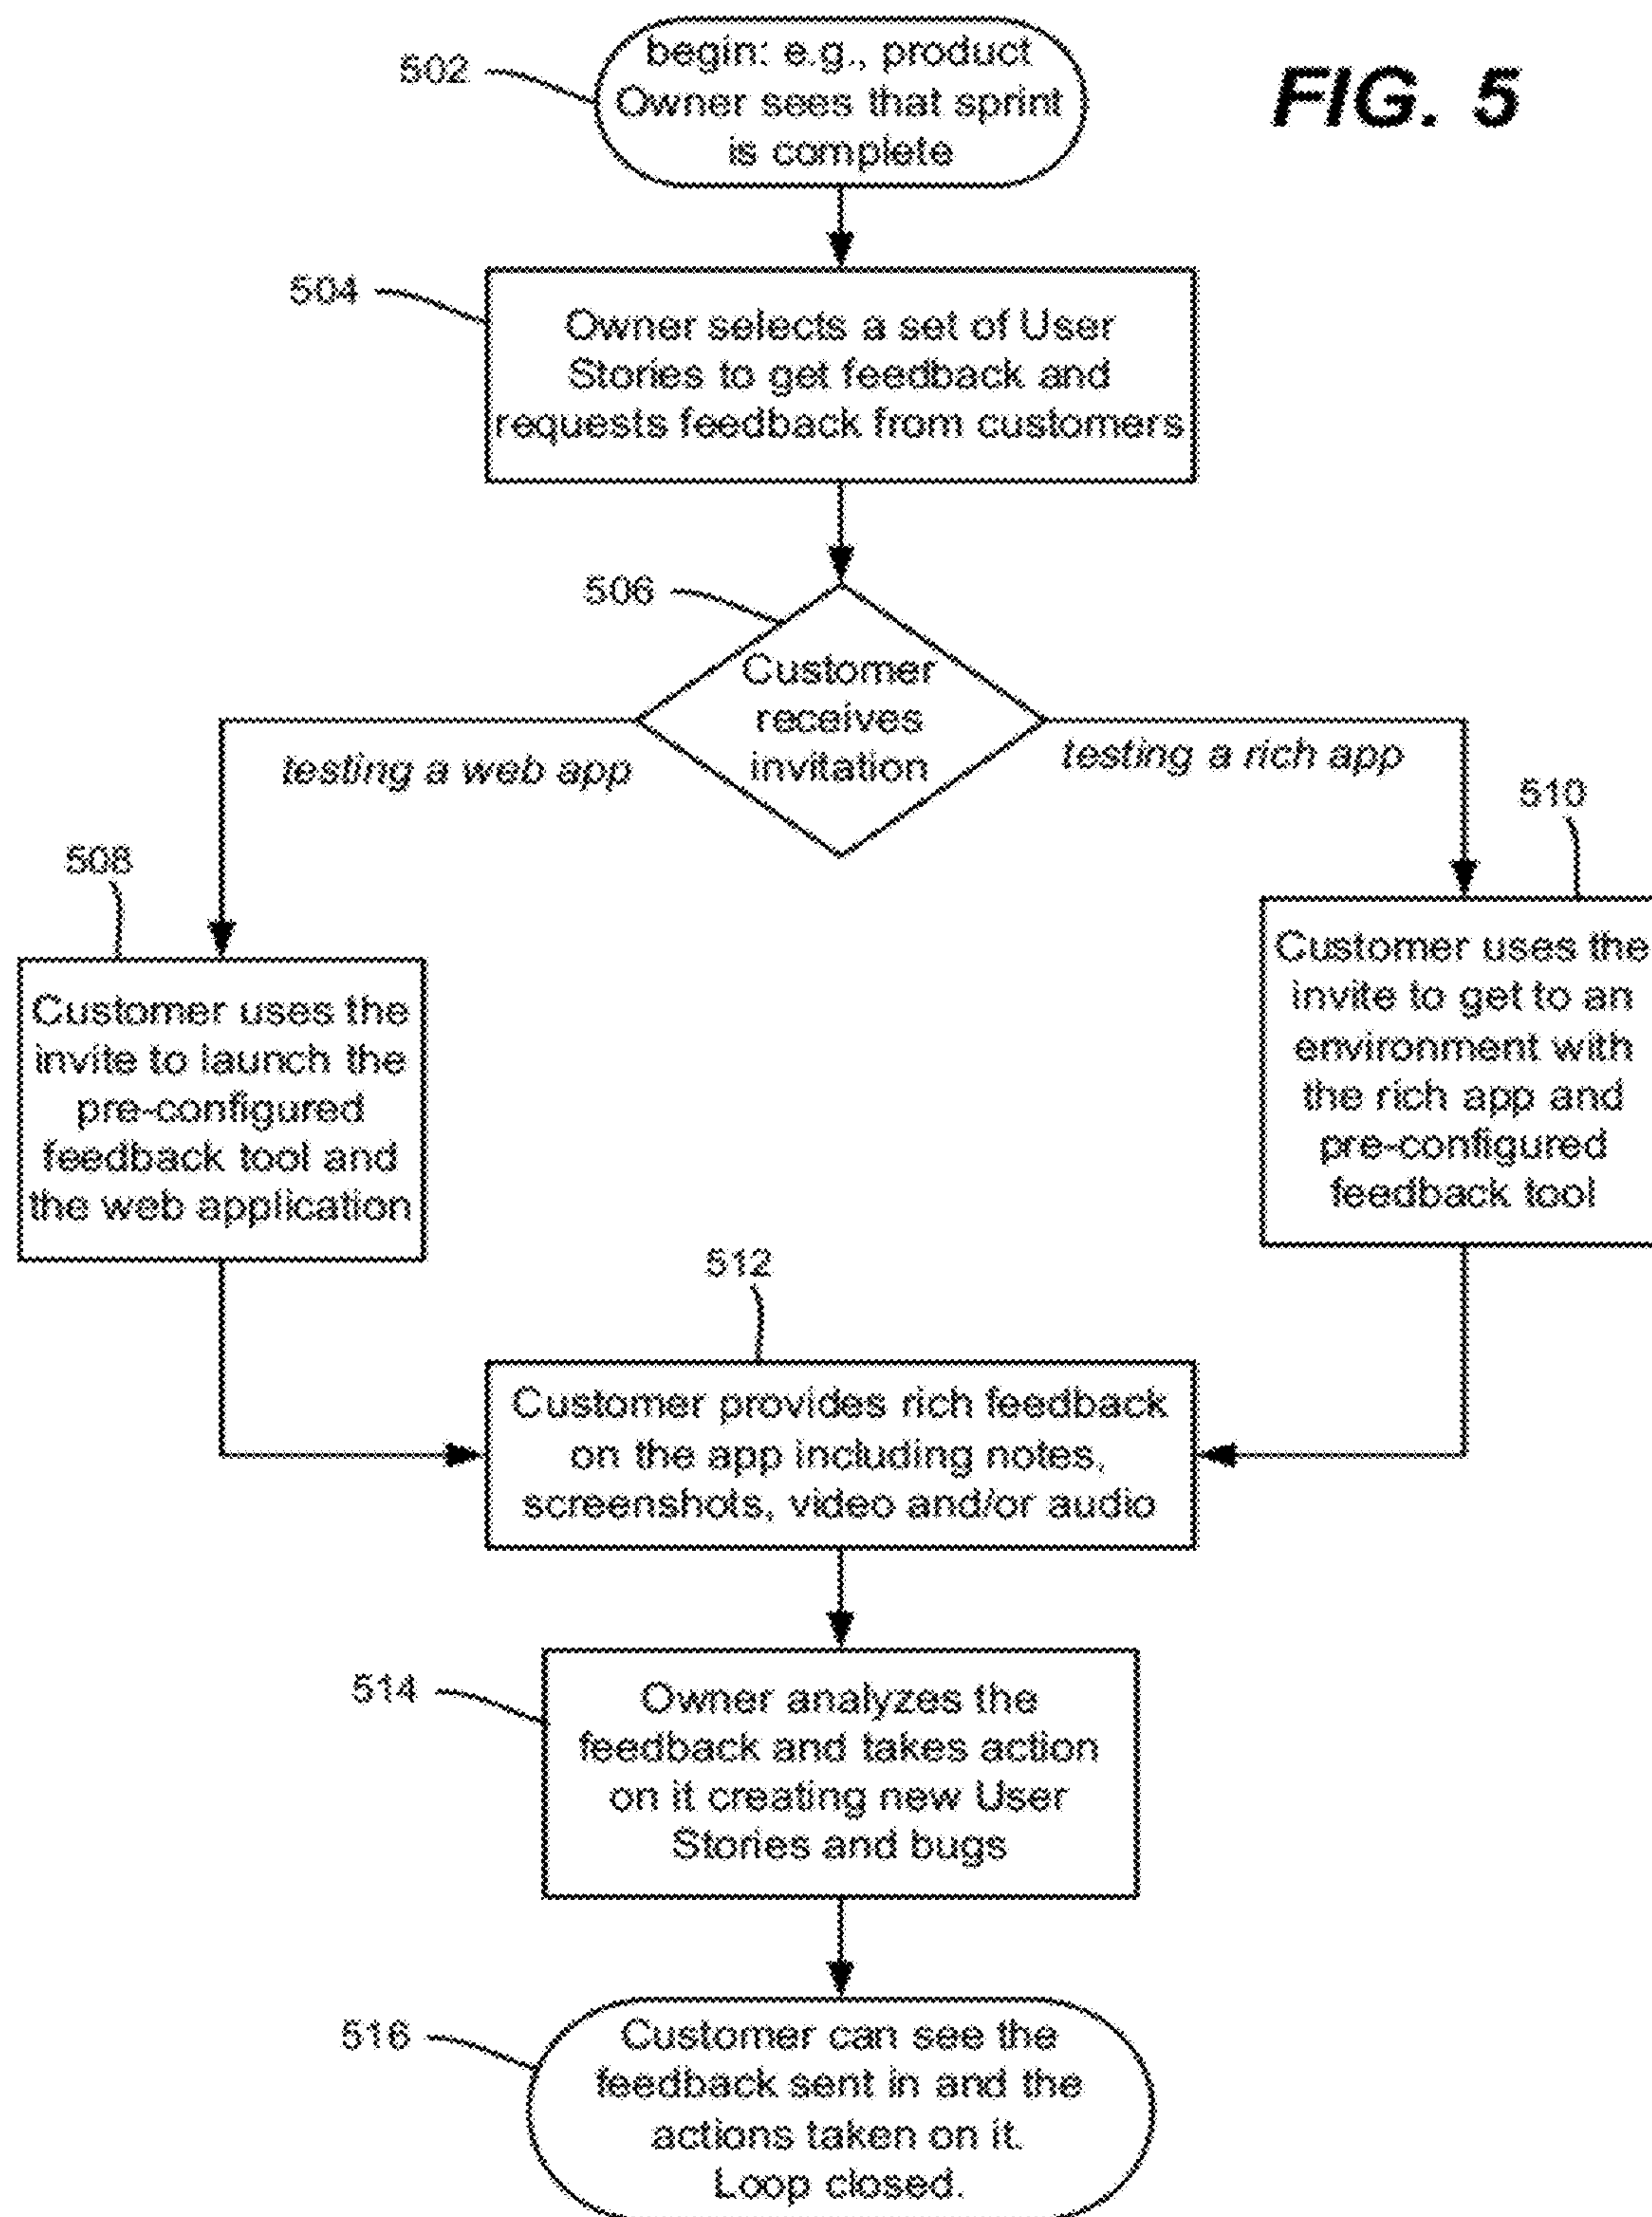 FIG. 5
502
begin: e.g., product
Owner sees that sprint
is complete
504
Owner selects a set of User
Stories to get feedback and
requests feedback from customers
506
Customer
receives
invitation
testing a web app
testing a rich app
508
Customer uses the
invite to launch the
pre-configured
feedback tool and
the web application
510
Customer uses the
invite to get to an
environment with
the rich app and
pre-configured
feedback tool
512
Customer provides rich feedback
on the app including notes,
screenshots, video and/or audio
514
Owner analyzes the
feedback and takes action
on it creating new User
Stories and bugs
516
Customer can see the
feedback sent in and the
actions taken on it.
Loop closed.